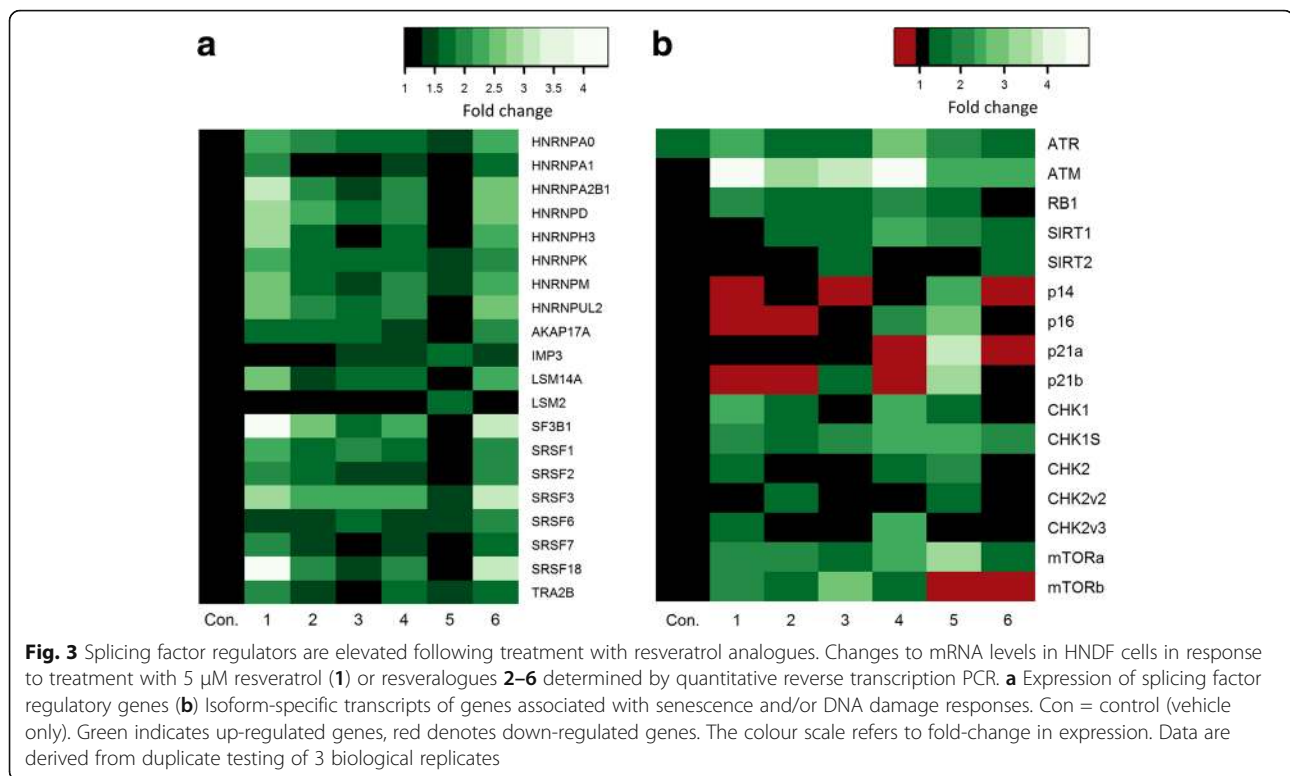 a
b
1 1.5 2 2.5 3 3.5 4
Fold change
1 2 3 4
Fold change
HNRNPA0
HNRNPA1
HNRNPA2B1
HNRNPD
HNRNPH3
HNRNPK
HNRNPM
HNRNPUL2
AKAP17A
IMP3
LSM14A
LSM2
SF3B1
SRSF1
SRSF2
SRSF3
SRSF6
SRSF7
SRSF18
TRA2B
Con. 1 2 3 4 5 6
ATR
ATM
RB1
SIRT1
SIRT2
p14
p16
p21a
p21b
CHK1
CHK1S
CHK2
CHK2v2
CHK2v3
mTORa
mTORb
Con. 1 2 3 4 5 6
Fig. 3 Splicing factor regulators are elevated following treatment with resveratrol analogues. Changes to mRNA levels in HNDF cells in response
to treatment with 5 μM resveratrol (1) or resveralogues 2–6 determined by quantitative reverse transcription PCR. a Expression of splicing factor
regulatory genes (b) Isoform-specific transcripts of genes associated with senescence and/or DNA damage responses. Con = control (vehicle
only). Green indicates up-regulated genes, red denotes down-regulated genes. The colour scale refers to fold-change in expression. Data are
derived from duplicate testing of 3 biological replicates